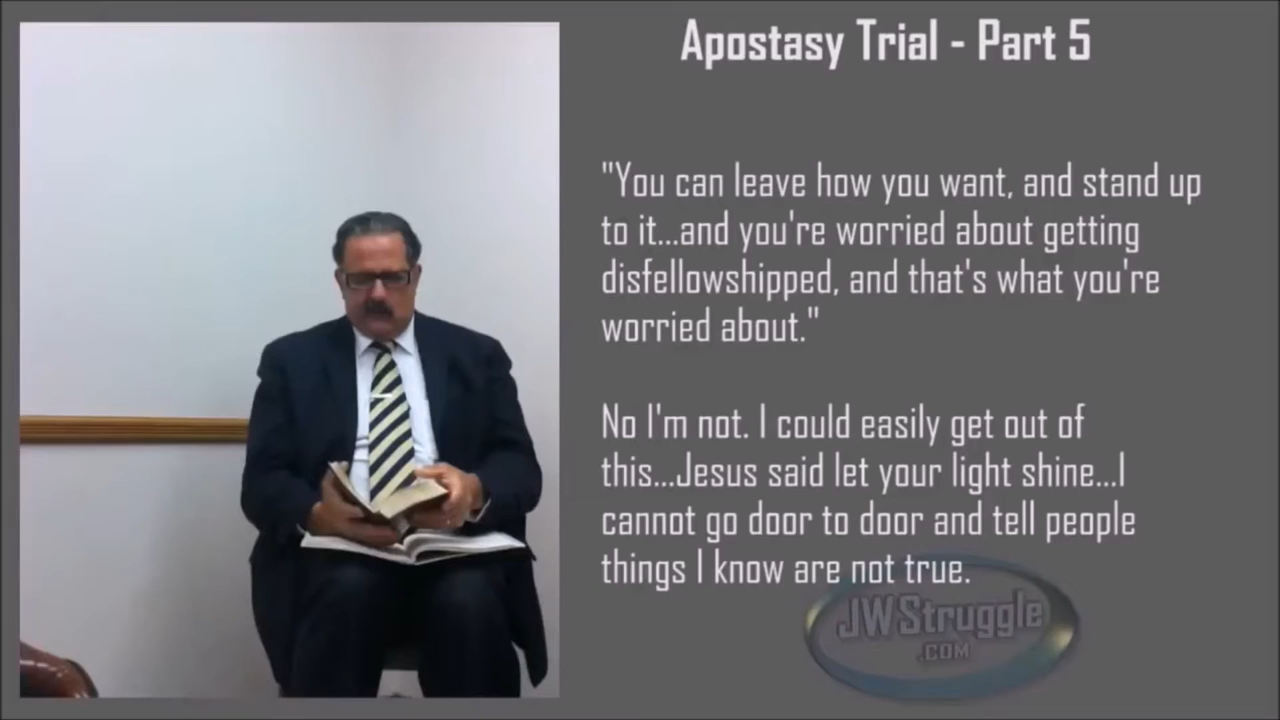 Apostasy Trial - Part 5
"You can leave how you want, and stand up
to it...and you're worried about getting
disfellowshipped, and that's what you're
worried about."
No I'm not. I could easily get out of
this...Jesus said let your light shine...I
cannot go door to door and tell people
things I know are not true.
JWStruggle
.COM